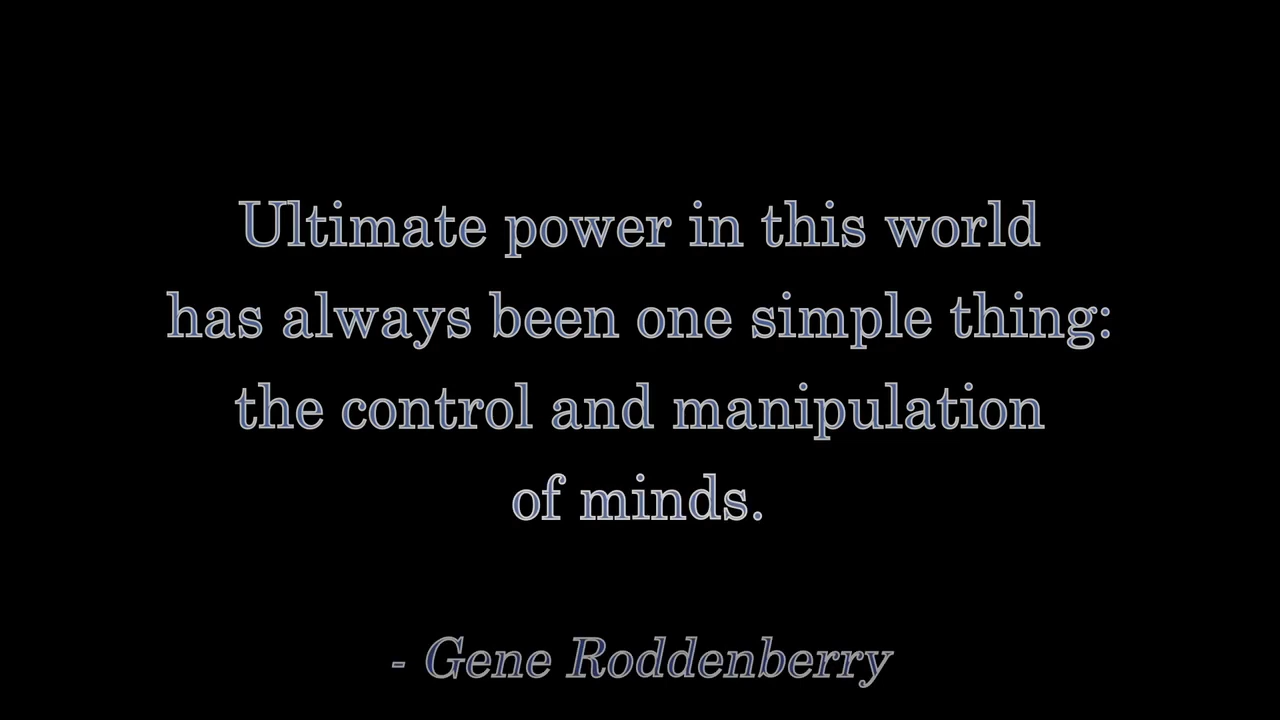 Ultimate power in this world
has always been one simple thing:
the control and manipulation
of minds.
- Gene Roddenberry